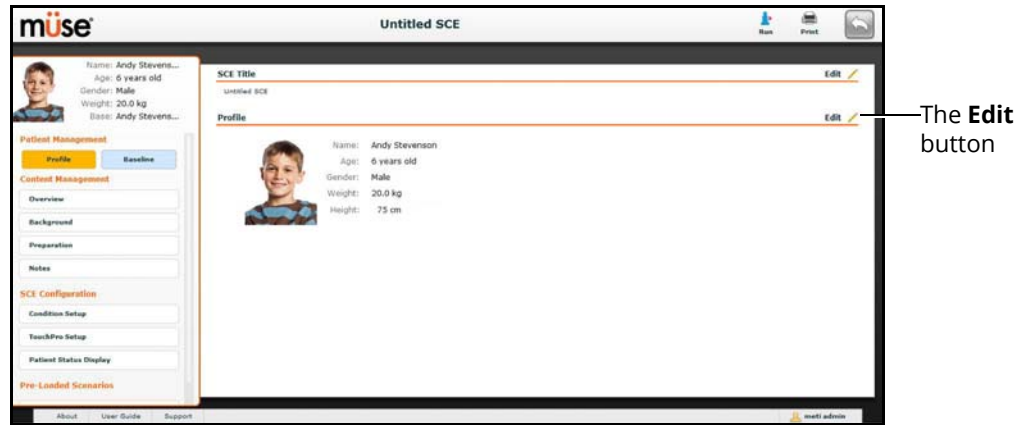 müse
Untitled SCE
Run
Print
Name: Andy Stevens...
Age: 6 years old
Gender: Male
Weight: 20.0 kg
Base: Andy Stevens...
Patient Management
Profile
Baseline
Content Management
Overview
Background
Preparation
Notes
SCE Configuration
Condition Setup
TouchPro Setup
Patient Status Display
Pre-Loaded Scenarios
SCE Title
Edit
Untitled SCE
Profile
Edit
Name: Andy Stevenson
Age: 6 years old
Gender: Male
Weight: 20.0 kg
Height: 75 cm
The Edit
button
About
User Guide
Support
meti admin